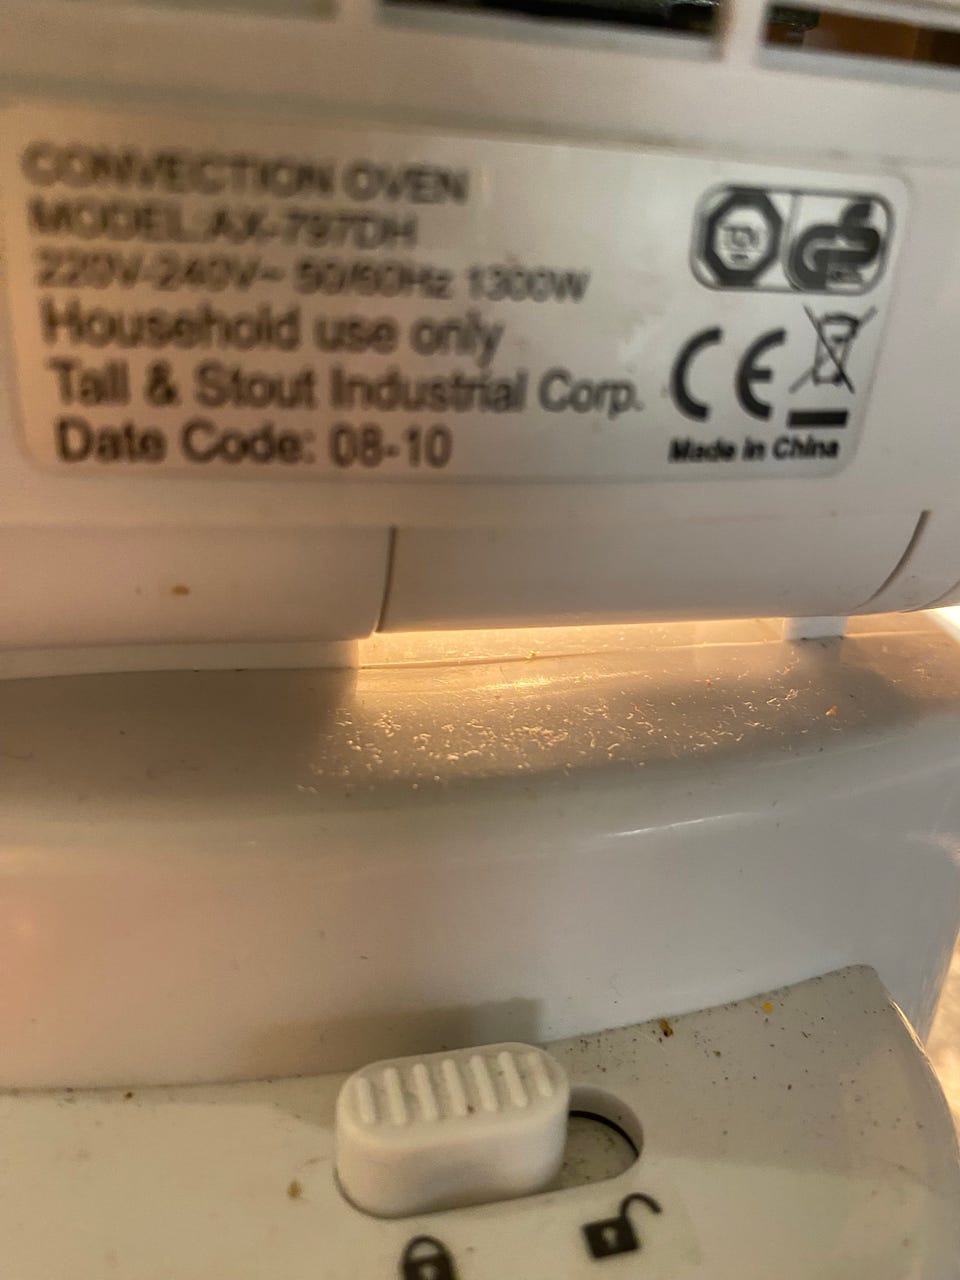 CONVECTION OVEN
MODEL:AX-797DH
220V-240V~ 50/60Hz 1300W
Household use only
Tall & Stout Industrial Corp.
Date Code: 08-10
Made in China
CE